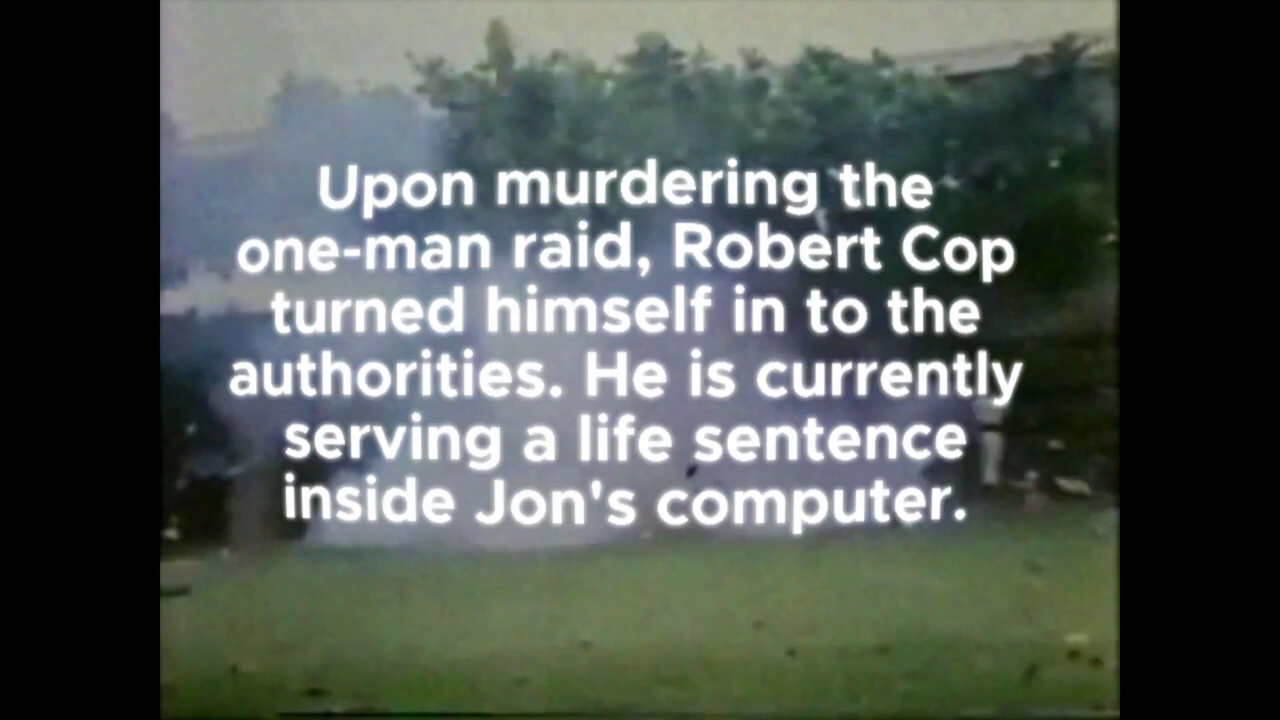 Upon murdering the
one-man raid, Robert Cop
turned himself in to the
authorities. He is currently
serving a life sentence
inside Jon's computer.